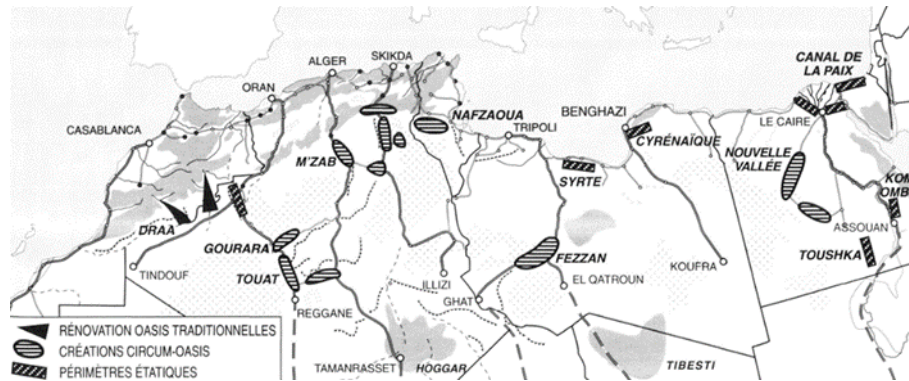 SKIKDA
ALGER
CANAL DE
LA PAIX
ORAN
NAFZAOUA
BENGHAZI
LE CAIRE
CASABLANCA
TRIPOLI
CYRÉNAÏQUE
NOUVELLE
VALLÉE
M'ZAB
SYRTE
KOM
OMB
DRAA
ASSOUAN
GOURARA
FEZZAN
TOUSHKA
TINDOUF
TOUAT
ILLIZI
KOUFRA
EL QATROUN
GHAT
REGGANE
RÉNOVATION OASIS TRADITIONNELLES
CRÉATIONS CIRCUM-OASIS
PÉRIMÈTRES ÉTATIQUES
TAMANRASSET
HOGGAR
TIBESTI